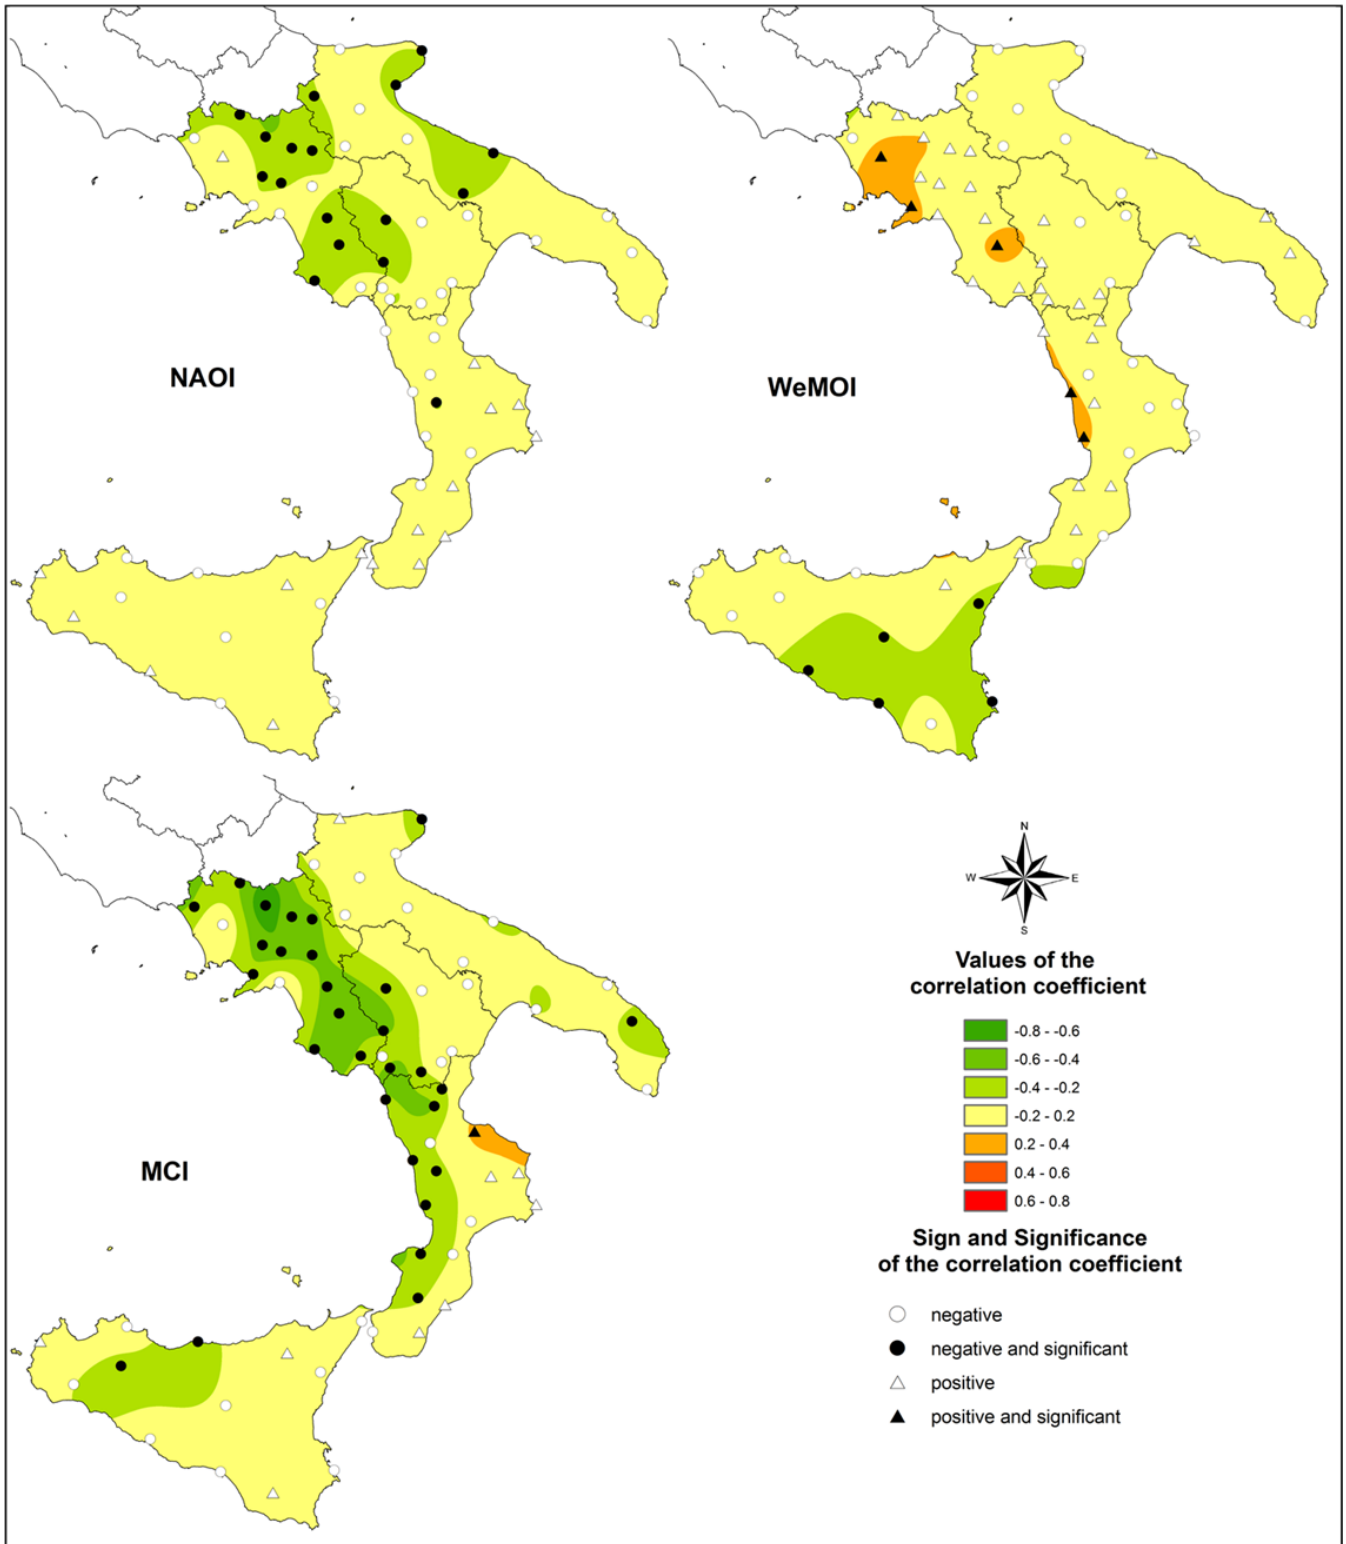 NAOI
WeMOI
MCI
N
W
E
S
Values of the
correlation coefficient
-0.8 - -0.6
-0.6 - -0.4
-0.4 - -0.2
-0.2 - 0.2
0.2 - 0.4
0.4 - 0.6
0.6 - 0.8
Sign and Significance
of the correlation coefficient
negative
negative and significant
positive
positive and significant